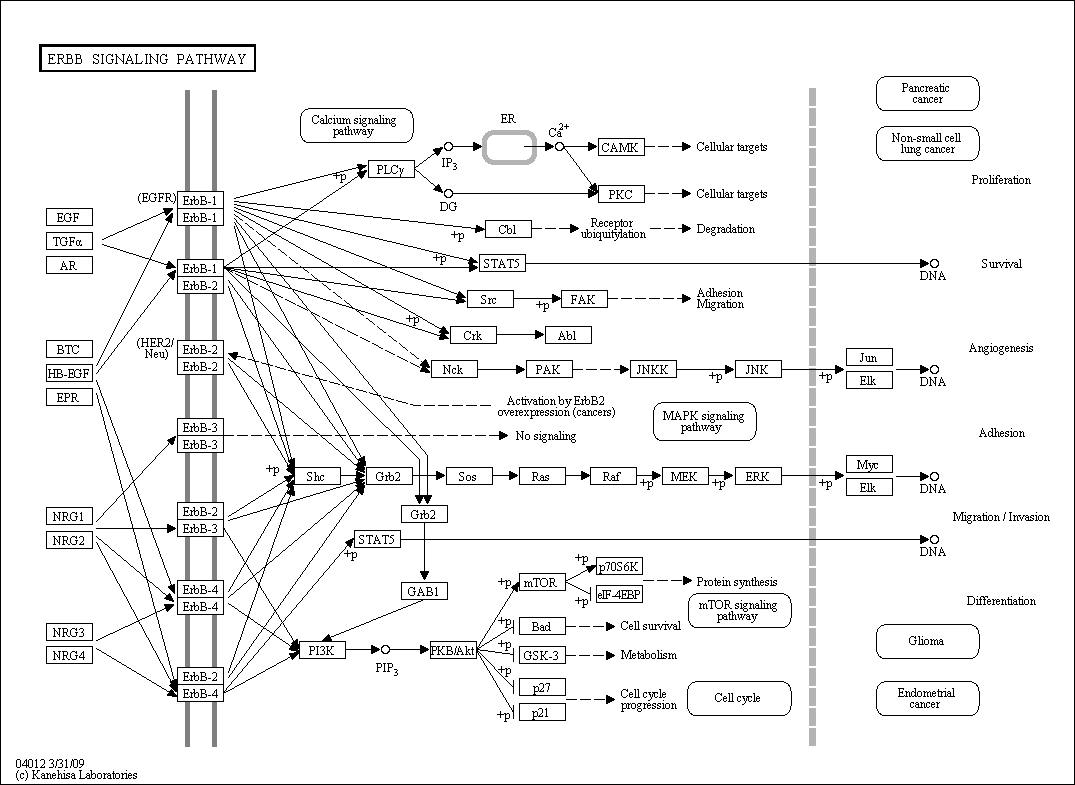 ERBB SIGNALING PATHWAY
Pancreatic
cancer
Calcium signaling
pathway
ER
Ca2+
Non-small cell
lung cancer
CAMK
Cellular targets
IP3
PLCγ
+p
Proliferation
DG
PKC
Cellular targets
(EGFR)
ErbB-1
ErbB-1
EGF
TGFα
AR
Cbl
+p
Receptor
ubiquitylation
Degradation
ErbB-1
ErbB-2
+p
STAT5
DNA
Survival
Src
+p
FAK
Adhesion
Migration
+p
Crk
Abl
(HER2/
Neu)
ErbB-2
ErbB-2
BTC
HB-EGF
EPR
Nck
PAK
JNKK
+p
JNK
+p
Jun
Elk
DNA
Angiogenesis
Activation by ErbB2
overexpression (cancers)
MAPK signaling
pathway
ErbB-3
ErbB-3
No signaling
Adhesion
+p
Shc
Grb2
Sos
Ras
Raf
+p
MEK
+p
ERK
+p
Myc
Elk
DNA
NRG1
NRG2
ErbB-2
ErbB-3
Grb2
Migration / Invasion
STAT5
+p
DNA
+p
p70S6K
+p
mTOR
Protein synthesis
+p
eIF-4EBP
ErbB-4
ErbB-4
GAB1
mTOR signaling
pathway
Differentiation
NRG3
NRG4
+p
Bad
Cell survival
Glioma
PI3K
PIP3
PKB/Akt
+p
GSK-3
Metabolism
ErbB-2
ErbB-4
+p
p27
Cell cycle
progression
Cell cycle
Endometrial
cancer
+p
p21
04012 3/31/09
(c) Kanehisa Laboratories